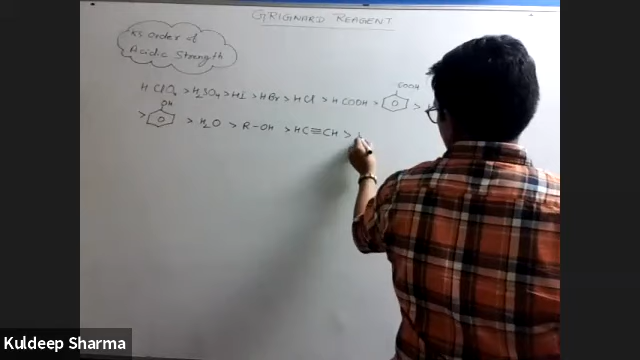 GRIGNARD REAGENT
order of
Acidic Strength
H ClO₄ > H₂SO₄ > HI > HBr > HCl > HCOOH > COOH >
> OH > H₂O > R-OH > HC≡CH >
Kuldeep Sharma